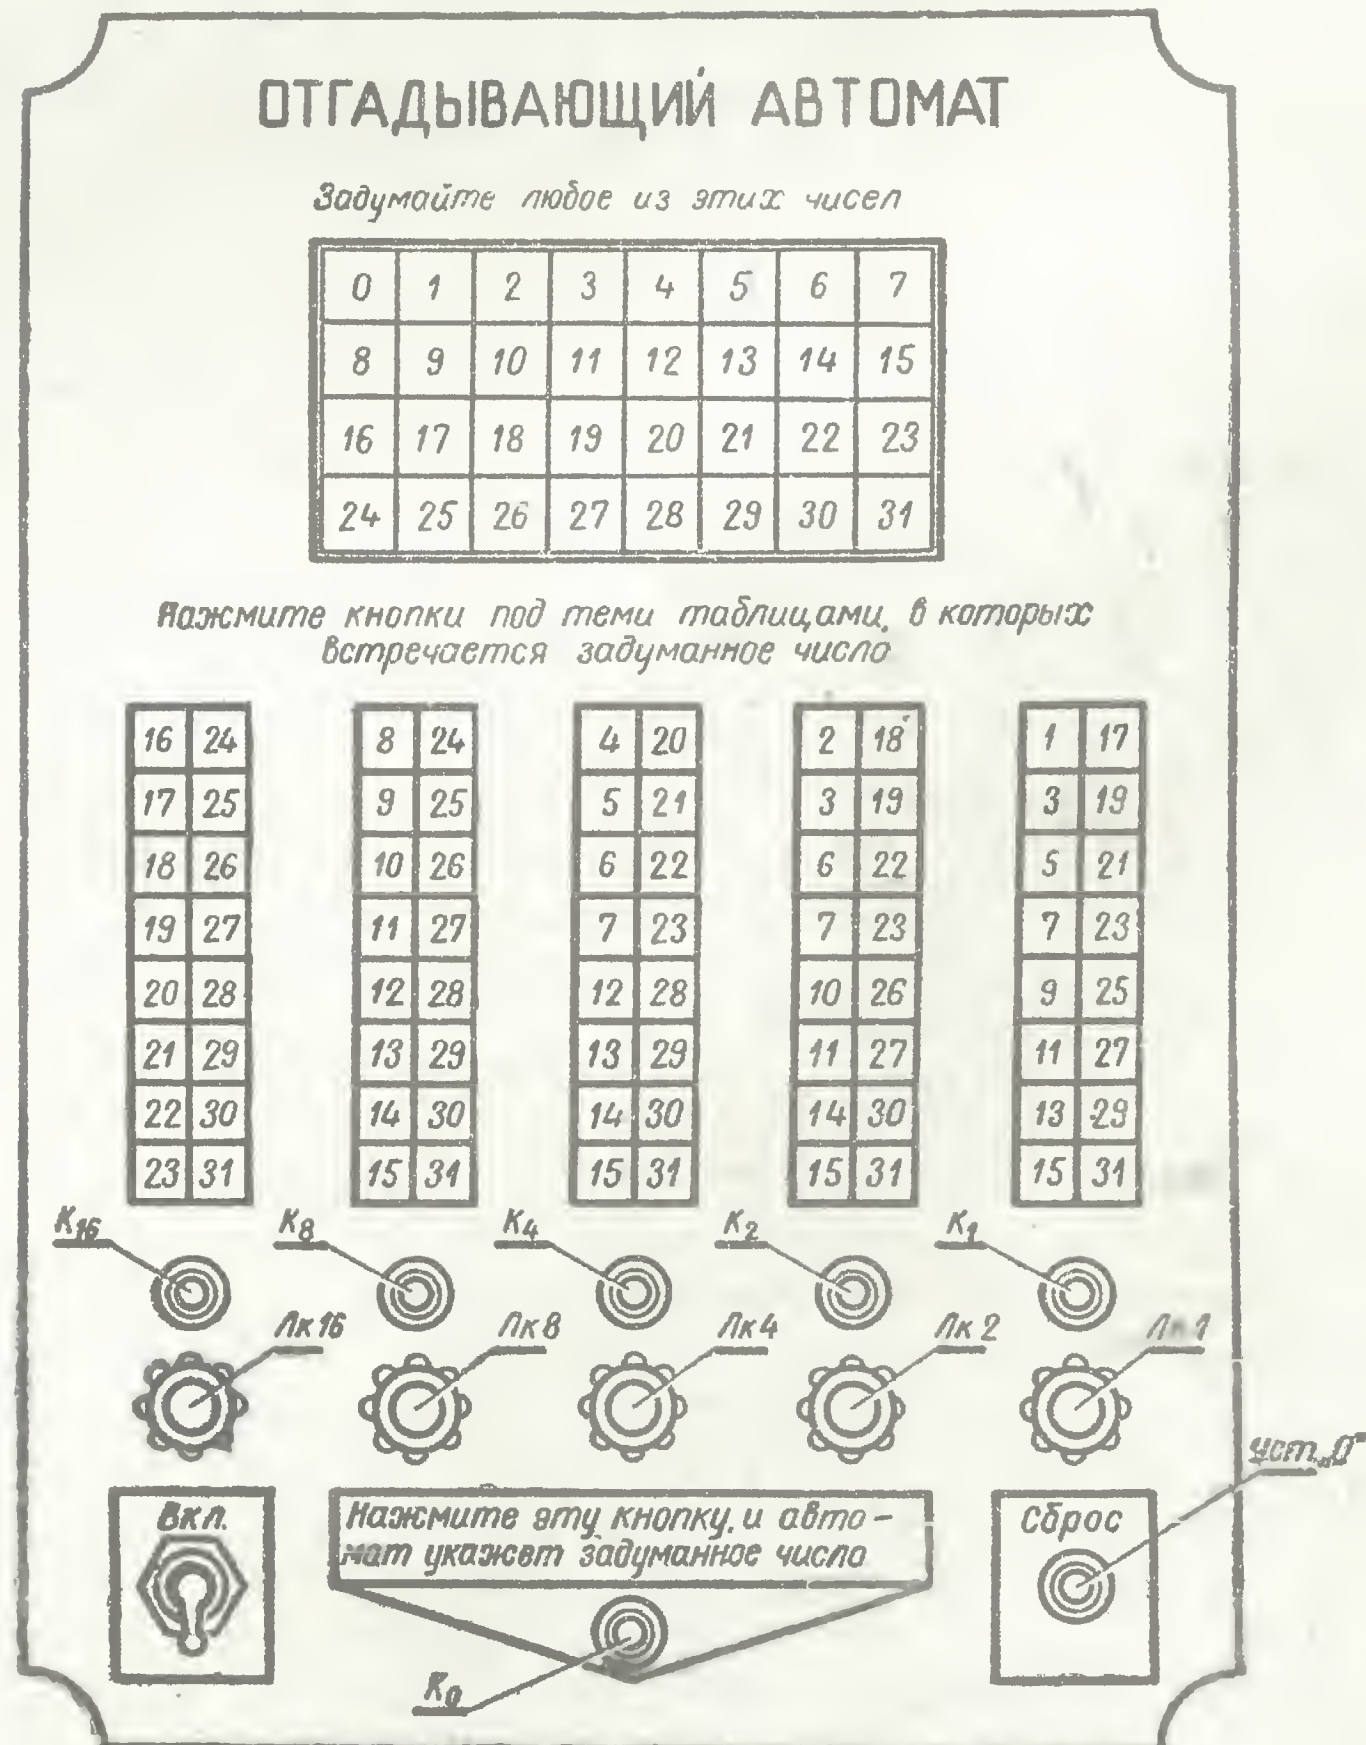 ОТГАДЫВАЮЩИЙ АВТОМАТ
Задумайте любое из этих чисел
0 1 2 3 4 5 6 7
8 9 10 11 12 13 14 15
16 17 18 19 20 21 22 23
24 25 26 27 28 29 30 31
Нажмите кнопки под теми таблицами, в которых
встречается задуманное число
16 24 8 24 4 20 2 18 1 17
17 25 9 25 5 21 3 19 3 19
18 26 10 26 6 22 6 22 5 21
19 27 11 27 7 23 7 23 7 23
20 28 12 28 12 28 10 26 9 25
21 29 13 29 13 29 11 27 11 27
22 30 14 30 14 30 14 30 13 29
23 31 15 31 15 31 15 31 15 31
К16 К8 К4 К2 К1
Лк16 Лк8 Лк4 Лк2 Лк1
уст.„0"
Вкл.
Нажмите эту кнопку, и авто-
мат укажет задуманное число
Сброс
К0